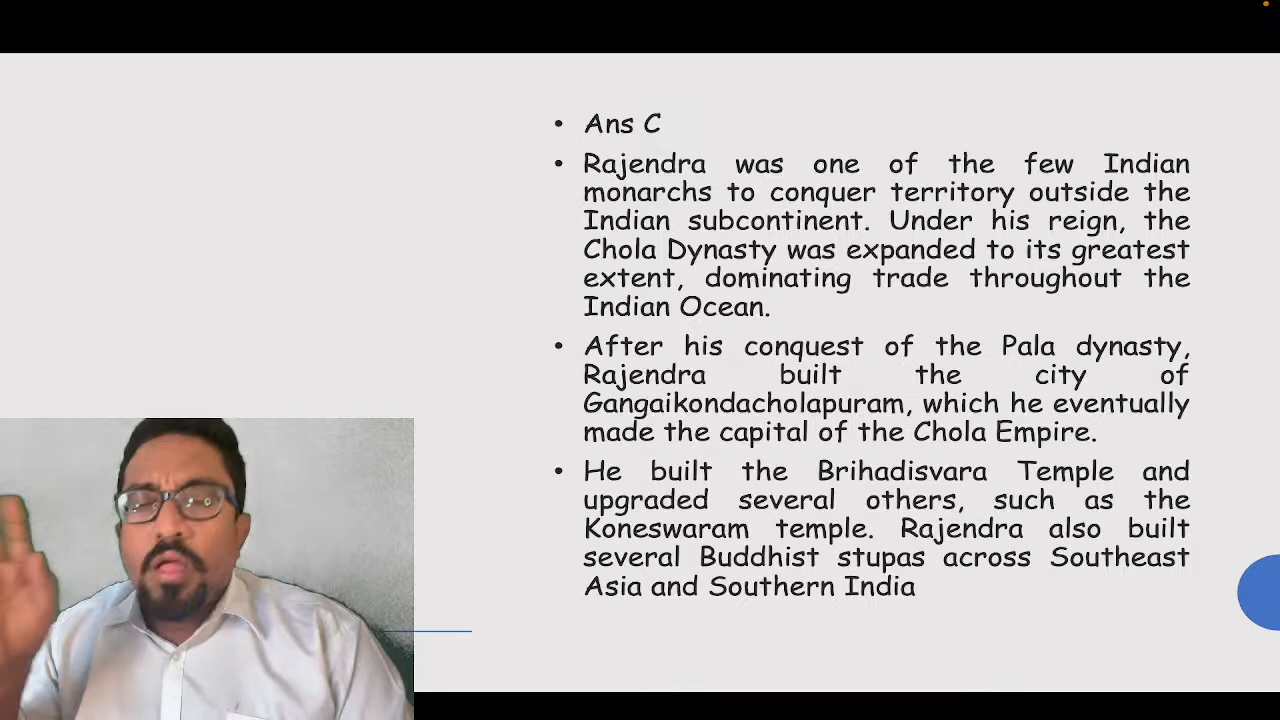 • Ans C
• Rajendra was one of the few Indian
monarchs to conquer territory outside the
Indian subcontinent. Under his reign, the
Chola Dynasty was expanded to its greatest
extent, dominating trade throughout the
Indian Ocean.
• After his conquest of the Pala dynasty,
Rajendra built the city of
Gangaikondacholapuram, which he eventually
made the capital of the Chola Empire.
• He built the Brihadisvara Temple and
upgraded several others, such as the
Koneswaram temple. Rajendra also built
several Buddhist stupas across Southeast
Asia and Southern India